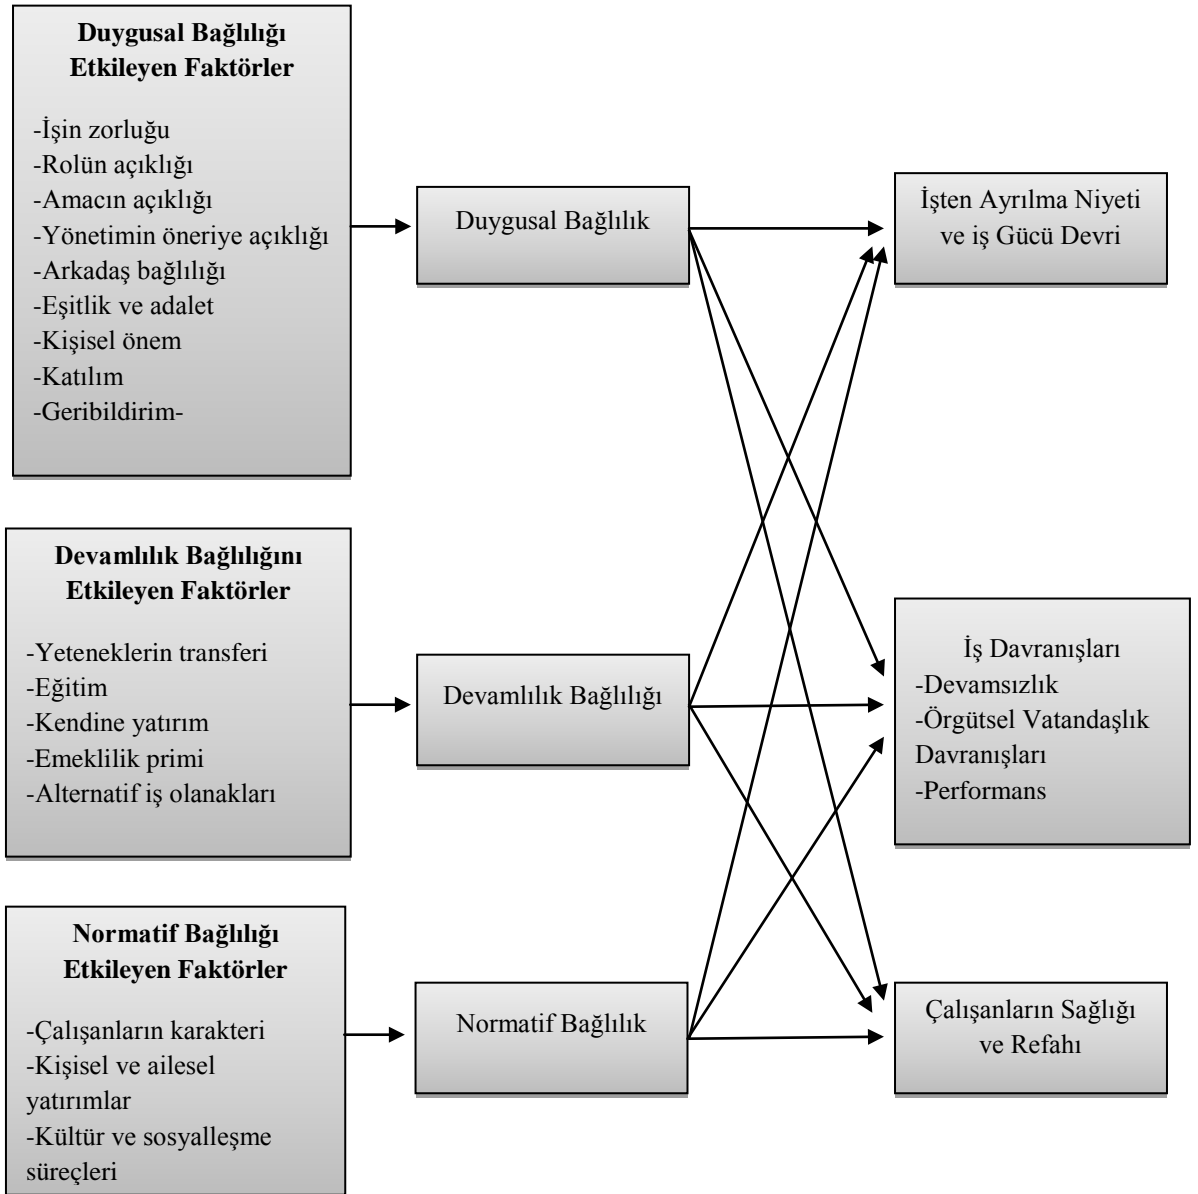 Duygusal Bağlılığı
Etkileyen Faktörler
-İşin zorluğu
-Rolün açıklığı
-Amacın açıklığı
-Yönetimin öneriye açıklığı
-Arkadaş bağlılığı
-Eşitlik ve adalet
-Kişisel önem
-Katılım
-Geribildirim-
Duygusal Bağlılık
İşten Ayrılma Niyeti
ve iş Gücü Devri
Devamlılık Bağlılığını
Etkileyen Faktörler
-Yeteneklerin transferi
-Eğitim
-Kendine yatırım
-Emeklilik primi
-Alternatif iş olanakları
Devamlılık Bağlılığı
İş Davranışları
-Devamsızlık
-Örgütsel Vatandaşlık
Davranışları
-Performans
Normatif Bağlılığı
Etkileyen Faktörler
-Çalışanların karakteri
-Kişisel ve ailesel
yatırımlar
-Kültür ve sosyalleşme
süreçleri
Normatif Bağlılık
Çalışanların Sağlığı
ve Refahı